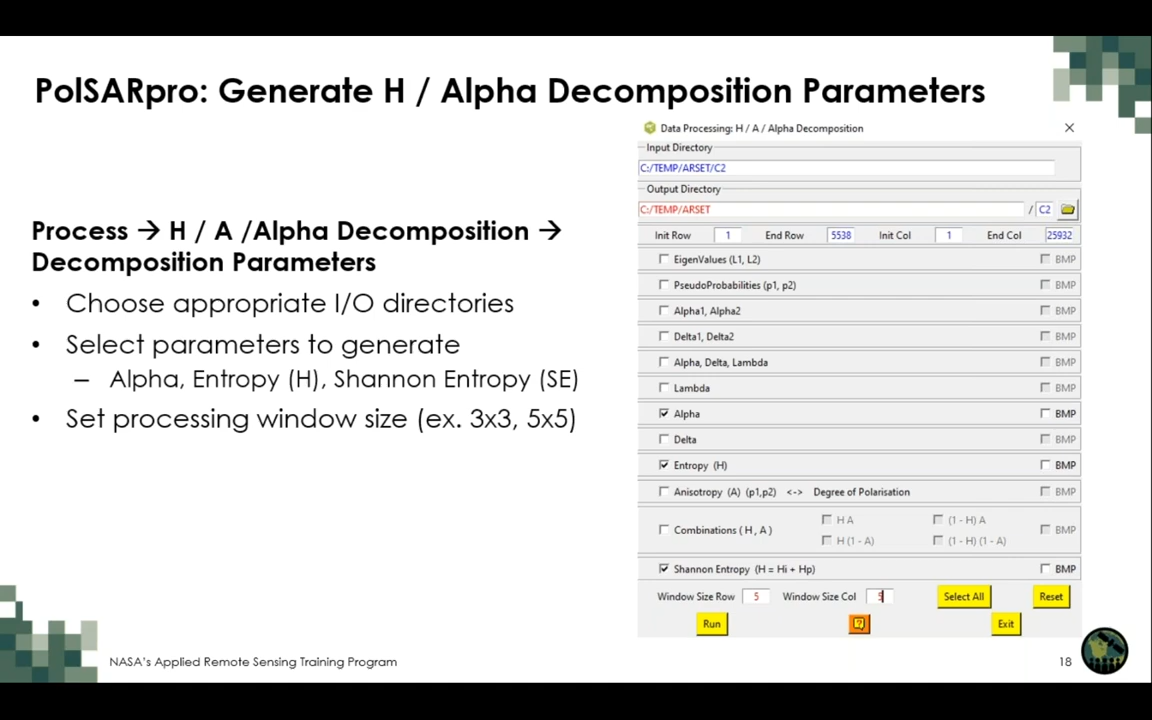 PolSARpro: Generate H / Alpha Decomposition Parameters
Process → H / A /Alpha Decomposition →
Decomposition Parameters
• Choose appropriate I/O directories
• Select parameters to generate
– Alpha, Entropy (H), Shannon Entropy (SE)
• Set processing window size (ex. 3x3, 5x5)
Data Processing: H / A / Alpha Decomposition
Input Directory
C:/TEMP/ARSET/C2
Output Directory
C:/TEMP/ARSET / C2
Init Row 1 End Row 5538 Init Col 1 End Col 25932
EigenValues (L1, L2) BMP
PseudoProbabilities (p1, p2) BMP
Alpha1, Alpha2 BMP
Delta1, Delta2 BMP
Alpha, Delta, Lambda BMP
Lambda BMP
Alpha BMP
Delta BMP
Entropy (H) BMP
Anisotropy (A) (p1,p2) <-> Degree of Polarisation BMP
Combinations ( H , A ) BMP
H A (1 - H) A
H (1 - A) (1 - H) (1 - A)
Shannon Entropy (H = Hi + Hp) BMP
Window Size Row 5 Window Size Col 5 Select All Reset
Run ? Exit
NASA's Applied Remote Sensing Training Program
18